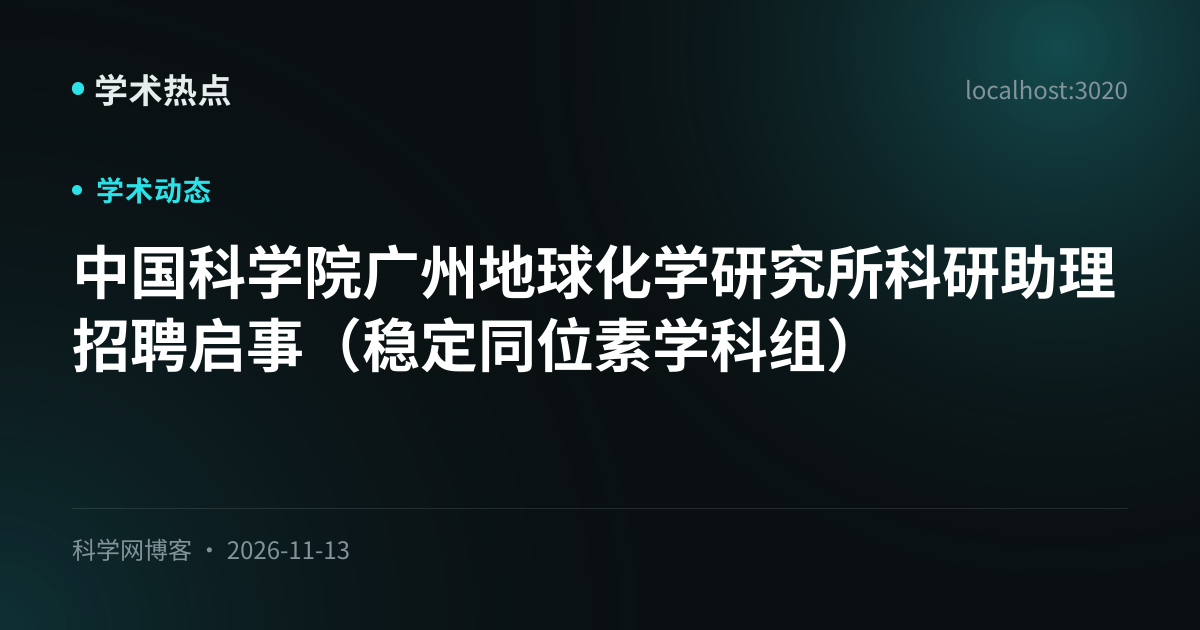 学术热点
localhost:3020
学术动态
中国科学院广州地球化学研究所科研助理
招聘启事（稳定同位素学科组）
科学网博客 · 2026-11-13